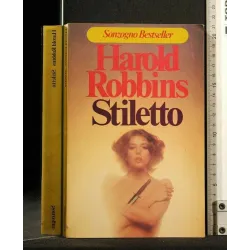 Sonzogno Bestseller
Harold
Robbins
Stiletto